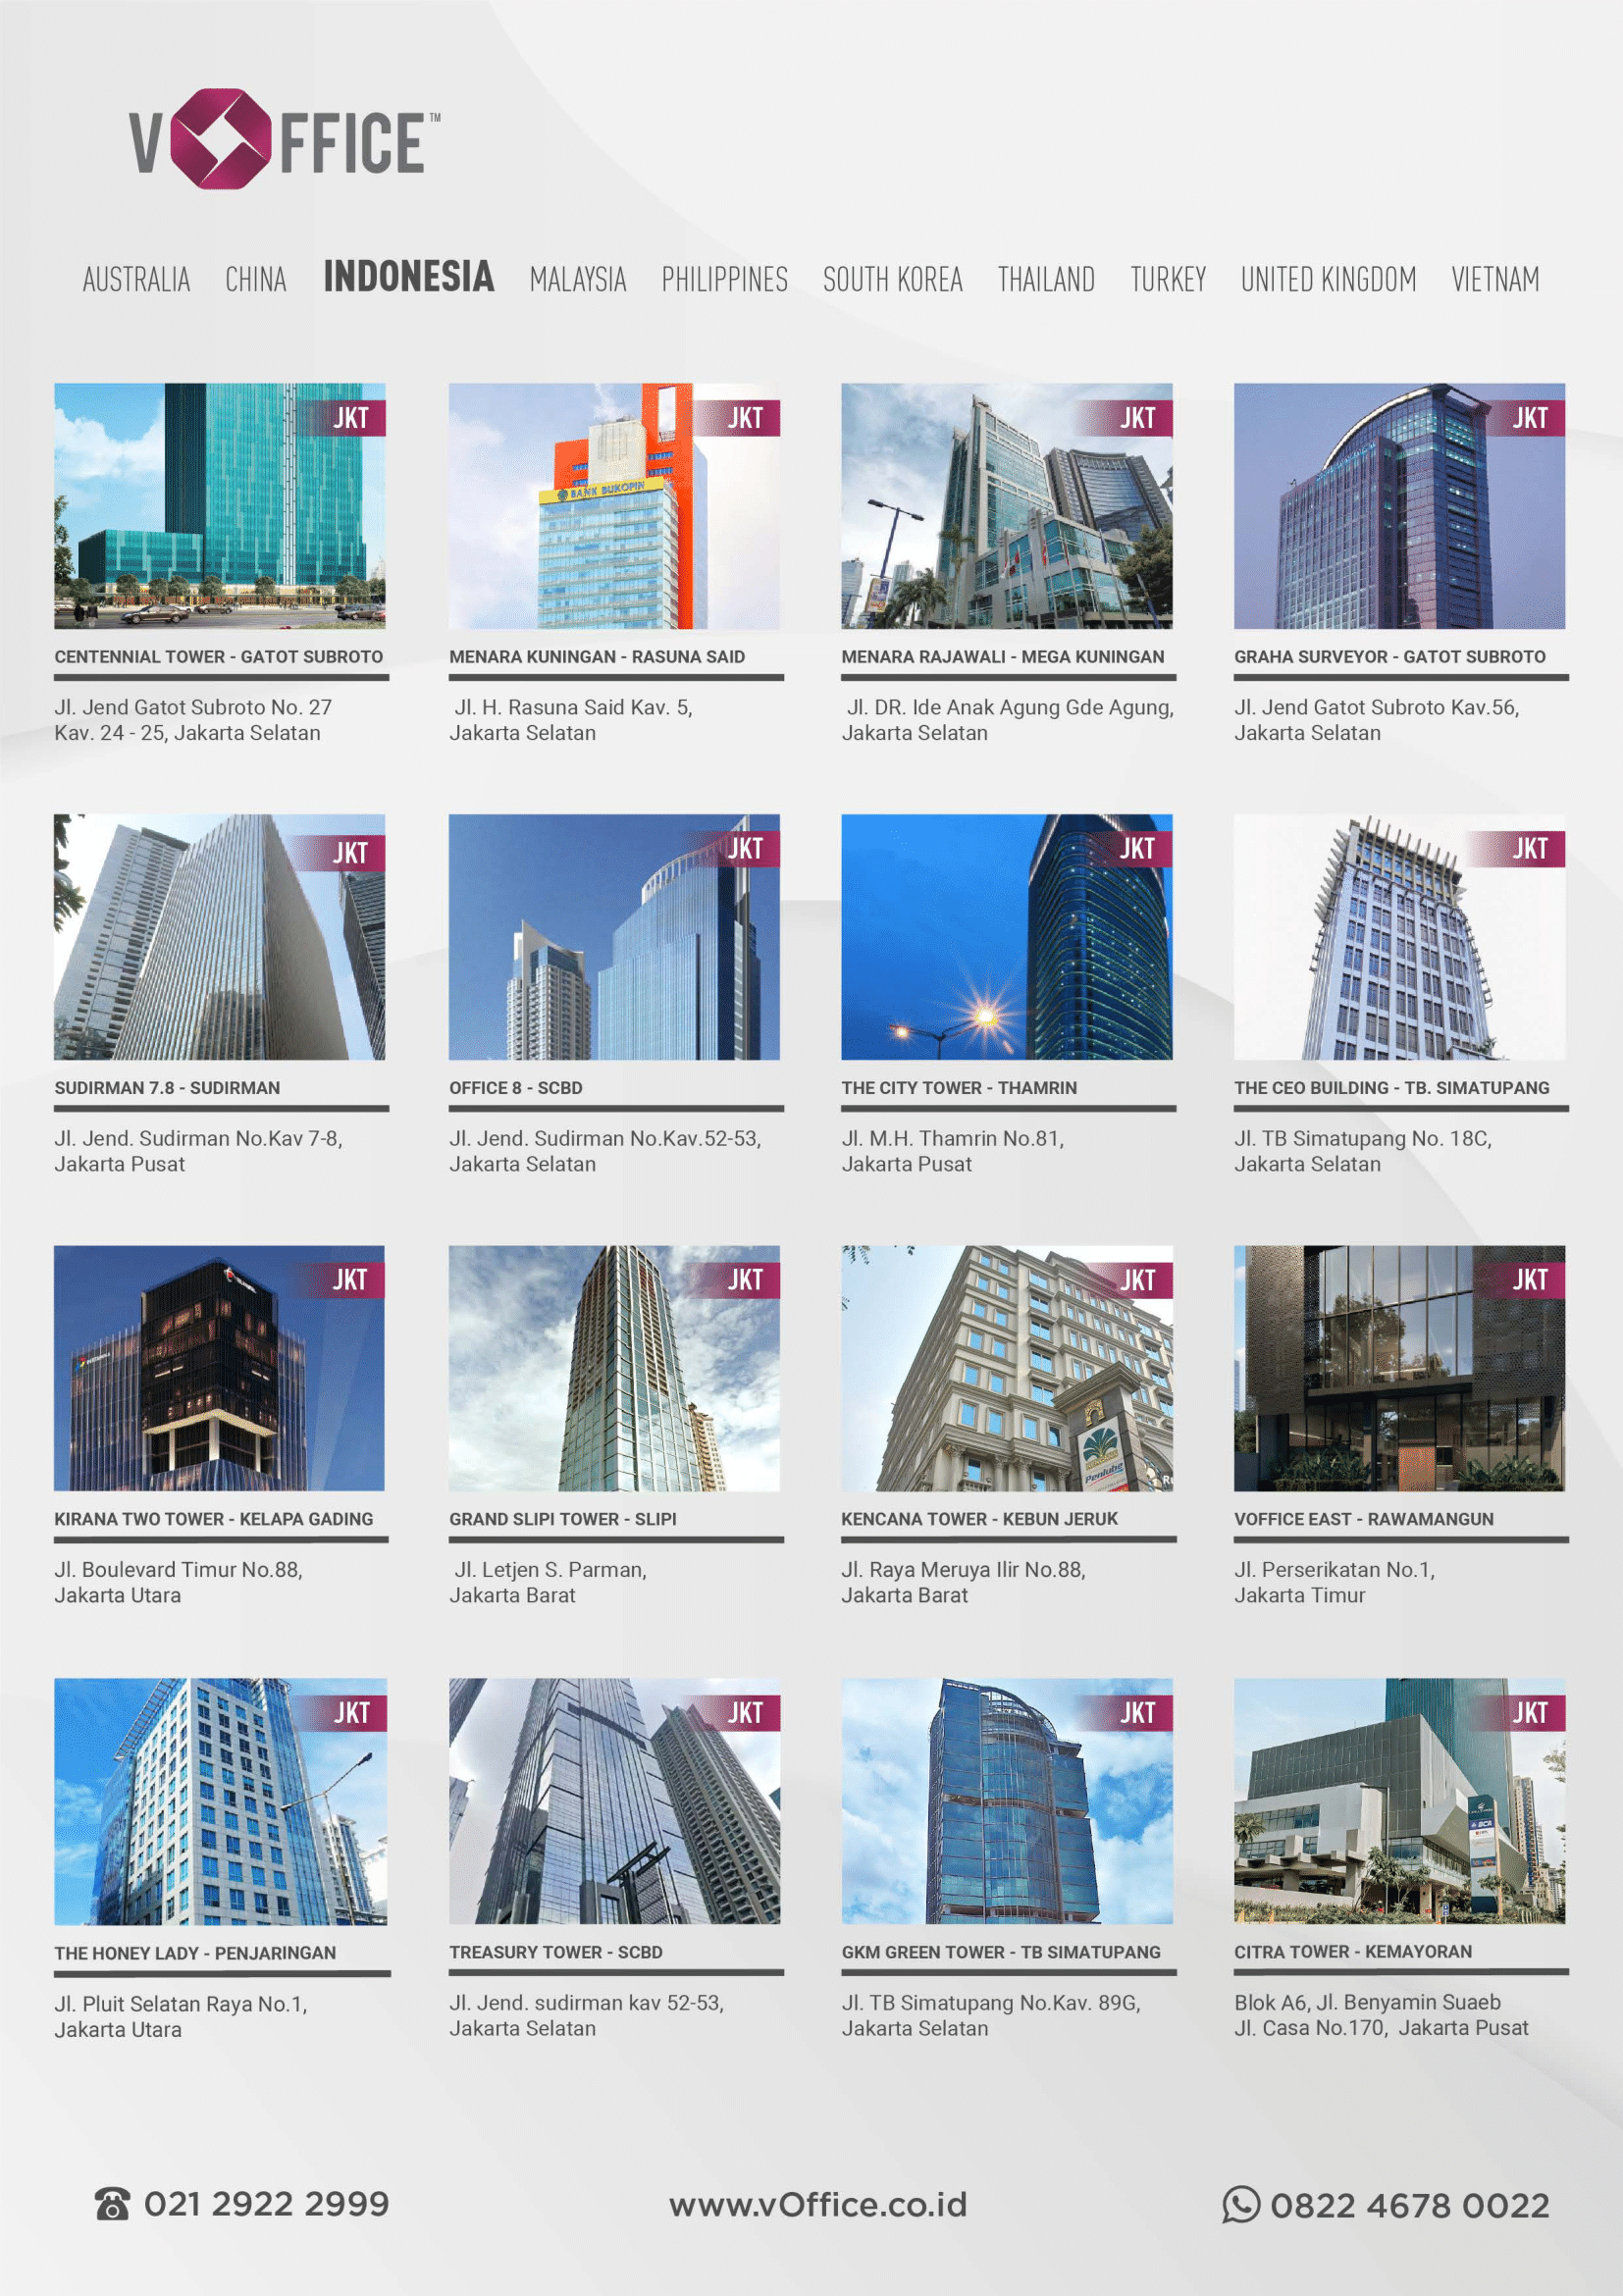 VOFFICE™
AUSTRALIA CHINA INDONESIA MALAYSIA PHILIPPINES SOUTH KOREA THAILAND TURKEY UNITED KINGDOM VIETNAM
JKT
CENTENNIAL TOWER - GATOT SUBROTO
Jl. Jend Gatot Subroto No. 27
Kav. 24 - 25, Jakarta Selatan
JKT
BANK BUKOPIN
MENARA KUNINGAN - RASUNA SAID
Jl. H. Rasuna Said Kav. 5,
Jakarta Selatan
JKT
MENARA RAJAWALI - MEGA KUNINGAN
Jl. DR. Ide Anak Agung Gde Agung,
Jakarta Selatan
JKT
GRAHA SURVEYOR - GATOT SUBROTO
Jl. Jend Gatot Subroto Kav.56,
Jakarta Selatan
JKT
SUDIRMAN 7.8 - SUDIRMAN
Jl. Jend. Sudirman No.Kav 7-8,
Jakarta Pusat
JKT
OFFICE 8 - SCBD
Jl. Jend. Sudirman No.Kav.52-53,
Jakarta Selatan
JKT
THE CITY TOWER - THAMRIN
Jl. M.H. Thamrin No.81,
Jakarta Pusat
JKT
THE CEO BUILDING - TB. SIMATUPANG
Jl. TB Simatupang No. 18C,
Jakarta Selatan
JKT
KIRANA TWO TOWER - KELAPA GADING
Jl. Boulevard Timur No.88,
Jakarta Utara
JKT
GRAND SLIPI TOWER - SLIPI
Jl. Letjen S. Parman,
Jakarta Barat
JKT
Penlube
KENCANA TOWER - KEBUN JERUK
Jl. Raya Meruya Ilir No.88,
Jakarta Barat
JKT
VOFFICE EAST - RAWAMANGUN
Jl. Perserikatan No.1,
Jakarta Timur
JKT
THE HONEY LADY - PENJARINGAN
Jl. Pluit Selatan Raya No.1,
Jakarta Utara
JKT
TREASURY TOWER - SCBD
Jl. Jend. sudirman kav 52-53,
Jakarta Selatan
JKT
GKM GREEN TOWER - TB SIMATUPANG
Jl. TB Simatupang No.Kav. 89G,
Jakarta Selatan
JKT
BCA
CITRA TOWER - KEMAYORAN
Blok A6, Jl. Benyamin Suaeb
Jl. Casa No.170, Jakarta Pusat
021 2922 2999
www.vOffice.co.id
0822 4678 0022